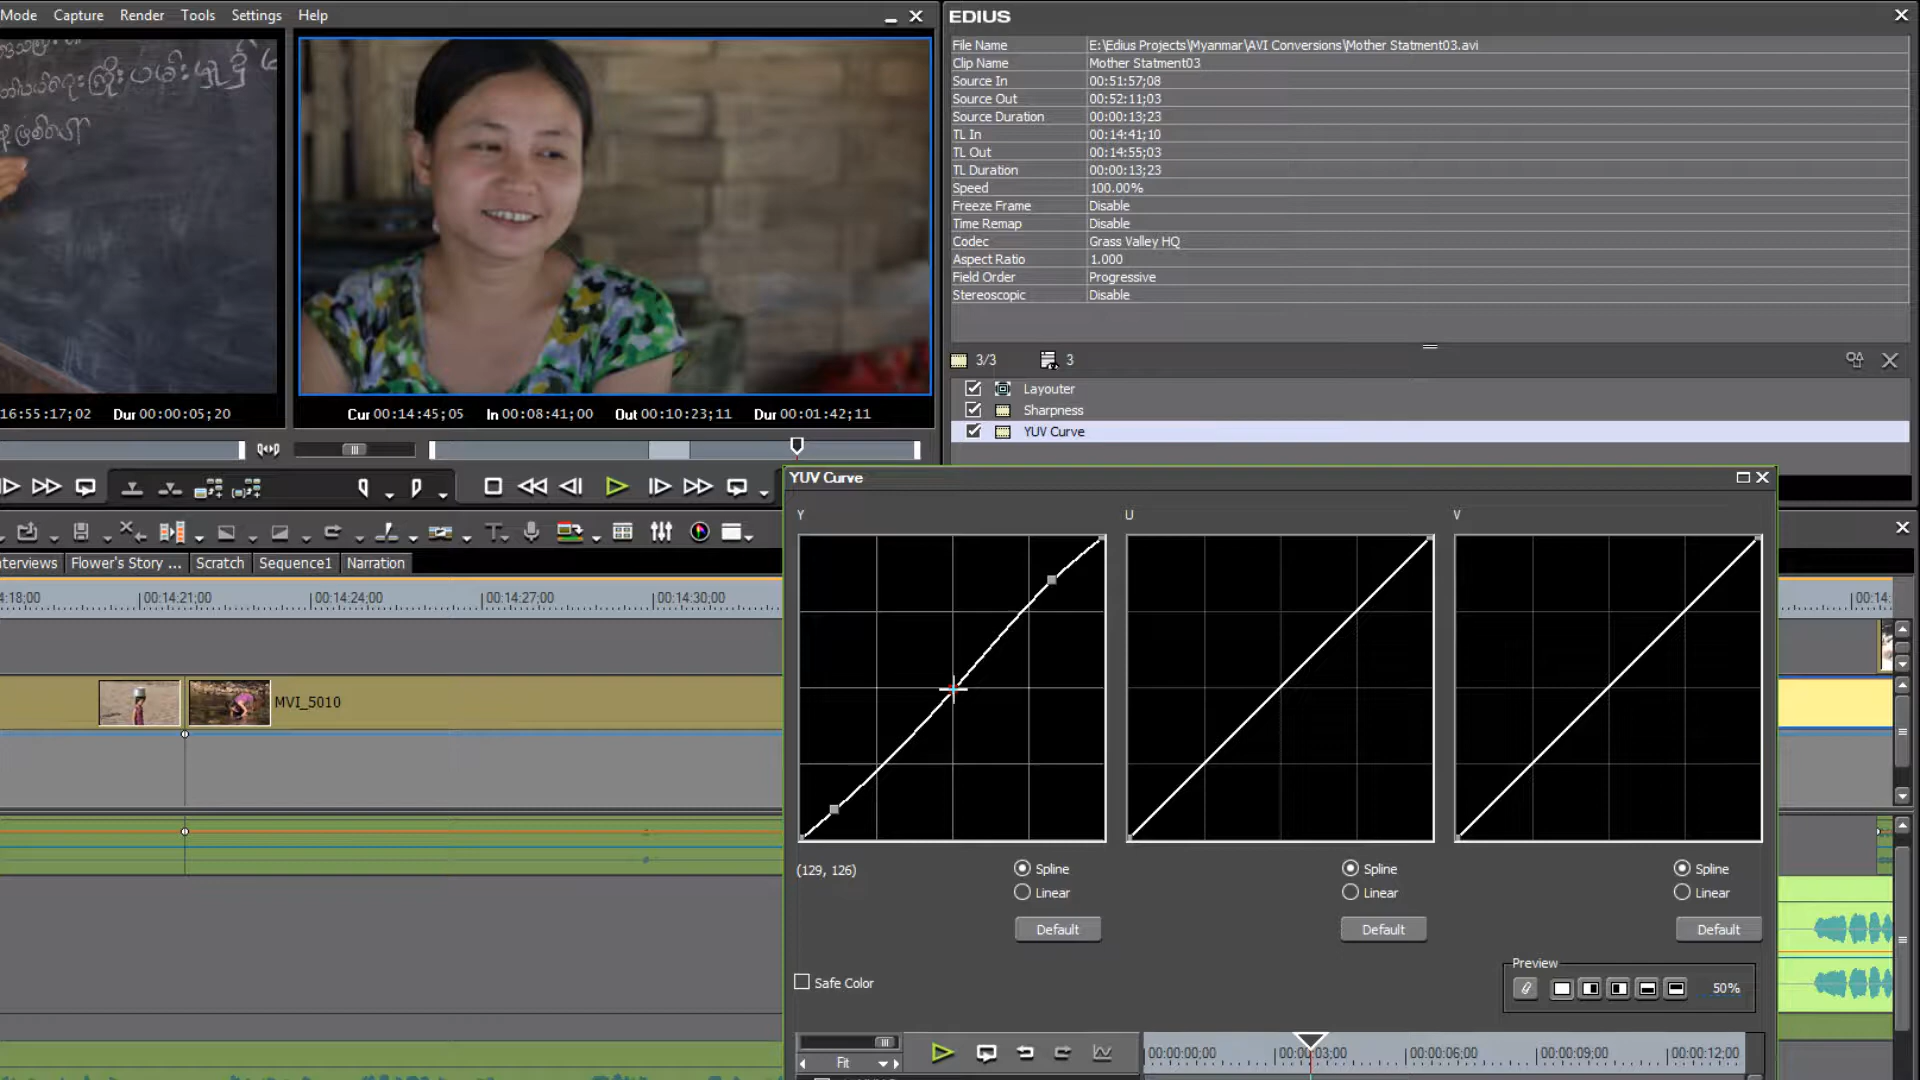 Mode Capture Render Tools Settings Help
EDIUS
File Name E:\Edius Projects\Myanmar\AVI Conversions\Mother Statment03.avi
Clip Name Mother Statment03
Source In 00:51:57;08
Source Out 00:52:11;03
Source Duration 00:00:13;23
TL In 00:14:41;10
TL Out 00:14:55;03
TL Duration 00:00:13;23
Speed 100.00%
Freeze Frame Disable
Time Remap Disable
Codec Grass Valley HQ
Aspect Ratio 1.000
Field Order Progressive
Stereoscopic Disable
3/3 3
Layouter
Sharpness
YUV Curve
16:55:17;02 Dur 00:00:05;20
Cur 00:14:45;05 In 00:08:41;00 Out 00:10:23;11 Dur 00:01:42;11
YUV Curve
Y U V
Flower's Story ... Scratch Sequence1 Narration
4:18;00 00:14:21;00 00:14:24;00 00:14:27;00 00:14:30;00 00:14:
MVI_5010
(129, 126)
Spline Spline Spline
Linear Linear Linear
Default Default Default
Safe Color
Preview
50%
Fit
00:00:00;00 00:00:03;00 00:00:06;00 00:00:09;00 00:00:12;00